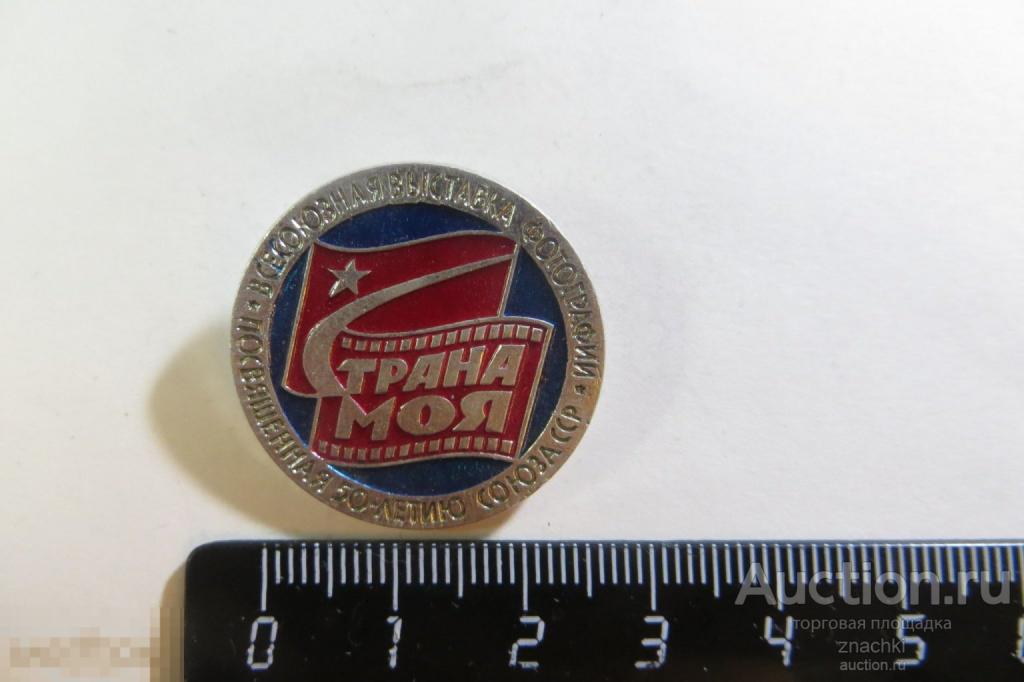 ВСЕСОЮЗНАЯ ВЫСТАВКА ФОТОГРАФИИ
* ПОСВЯЩЕННАЯ 50-ЛЕТИЮ СОЮЗА ССР *
СТРАНА
МОЯ
0 1 2 3 4 5 6
Auction.ru
торговая площадка
znachki
auction.ru